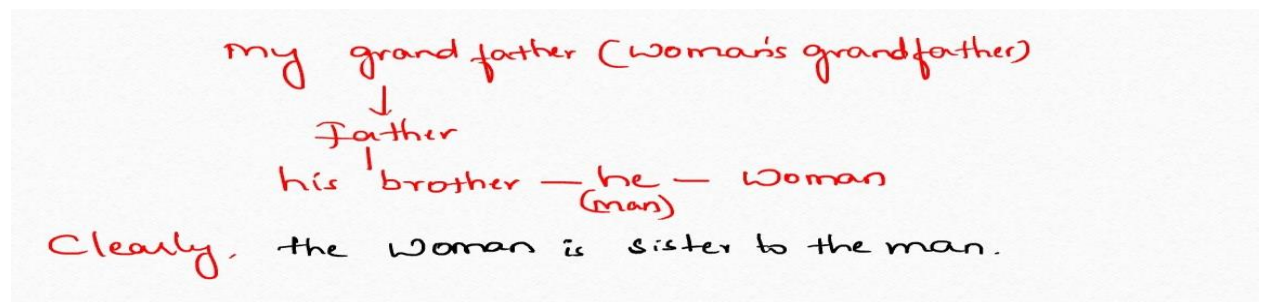 my grand father (woman's grandfather)
↓
Father
his brother — he — woman
(man)
Clearly, the woman is sister to the man.